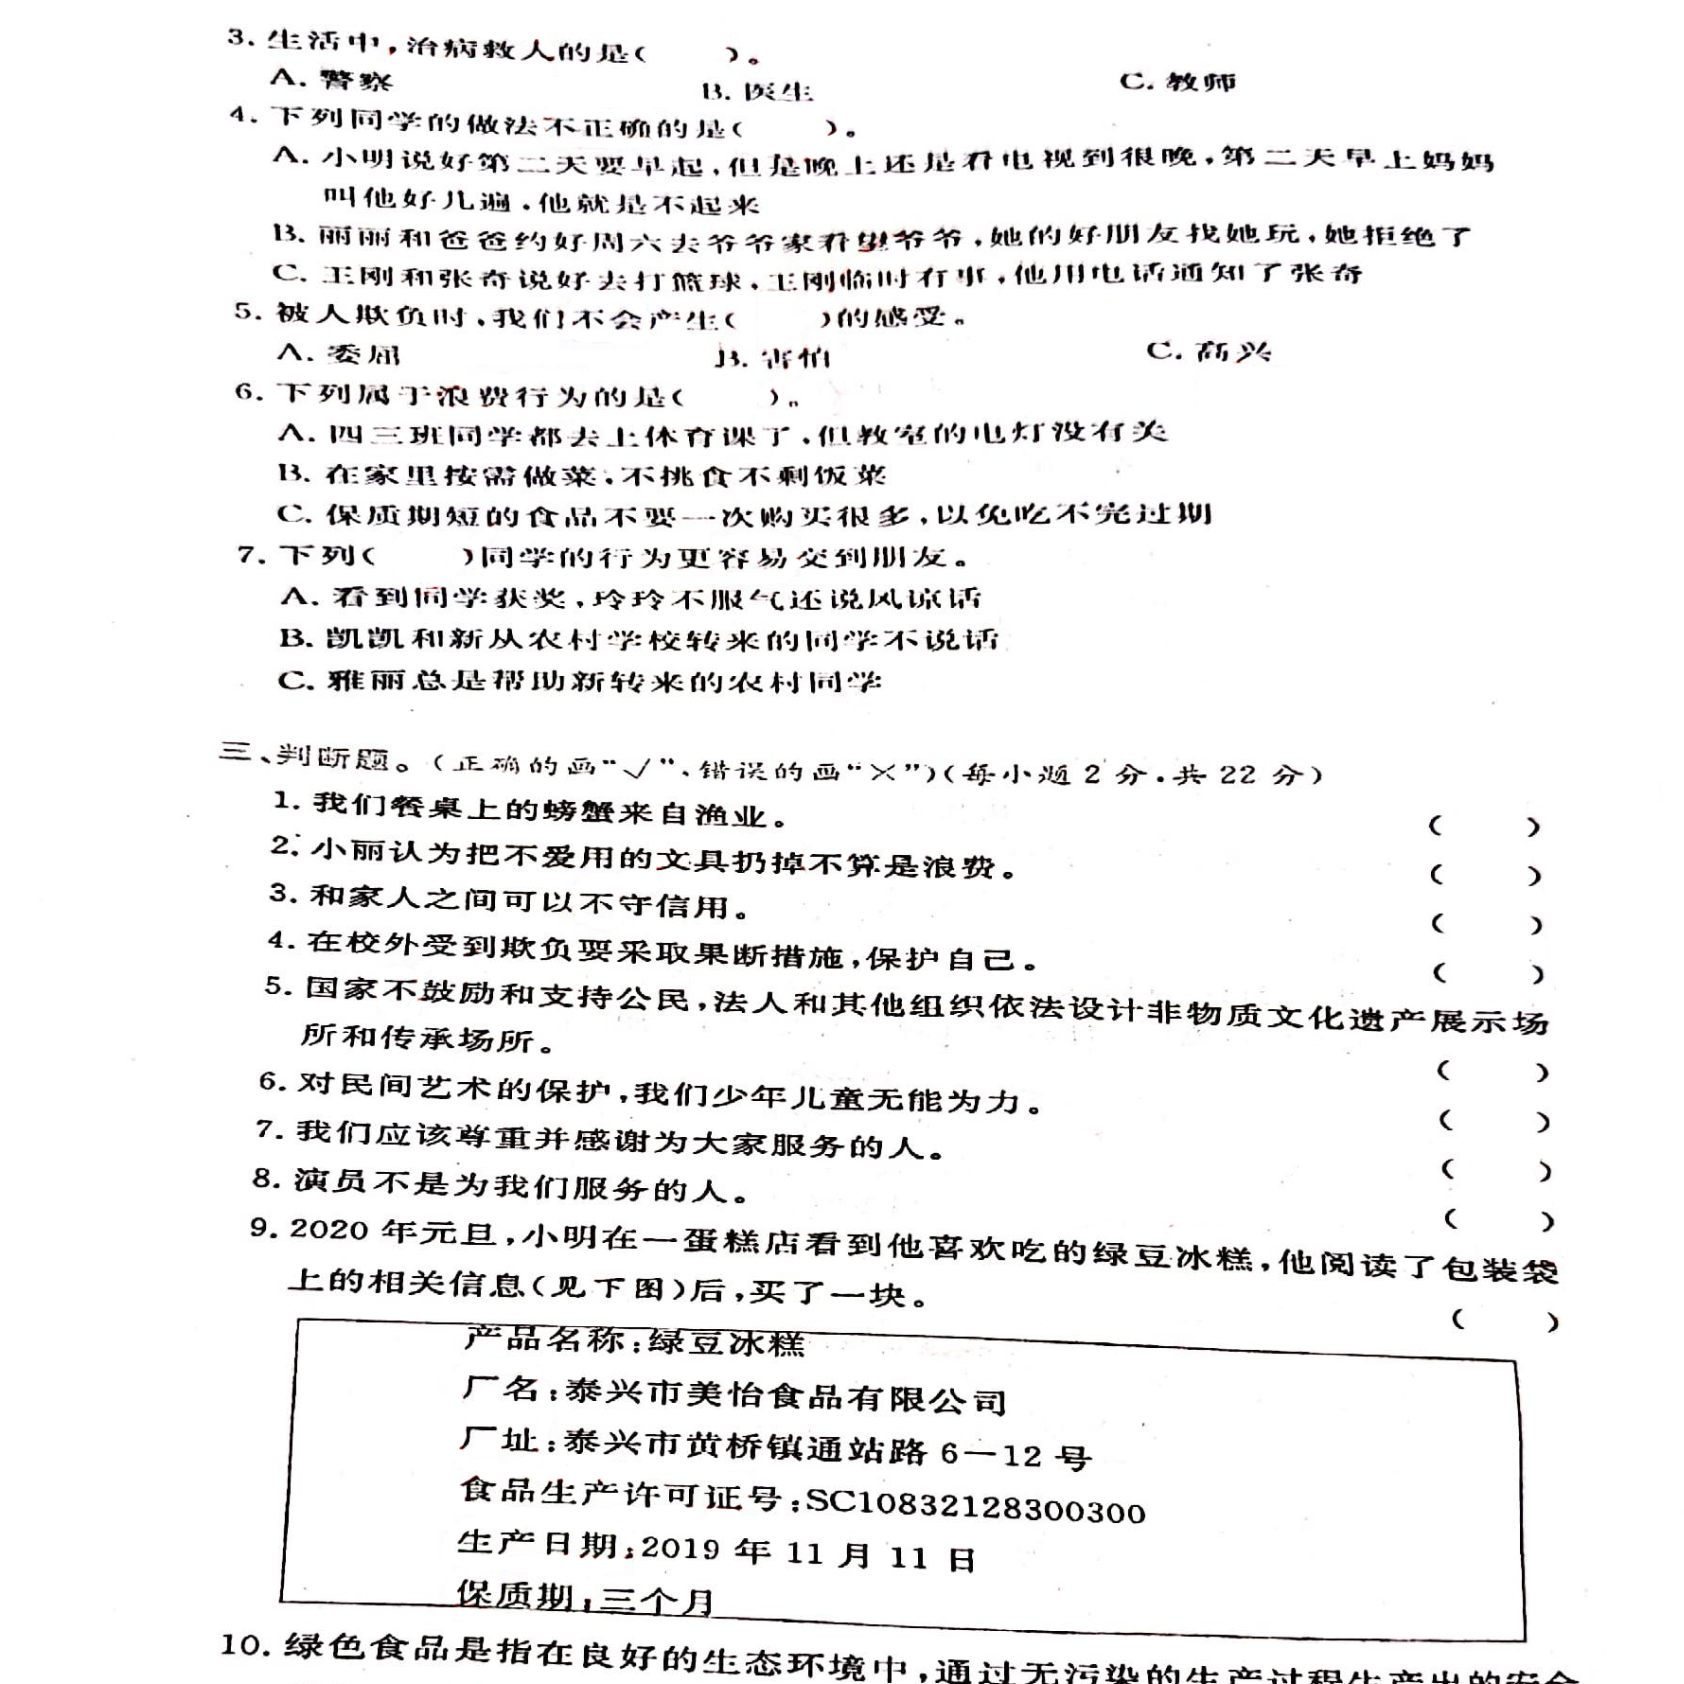 3. 生活中,治病救人的是(　　)。
A. 警察　　B. 医生　　C. 教师
4. 下列同学的做法不正确的是(　　)。
A. 小明说好第二天要早起,但是晚上还是看电视到很晚,第二天早上妈妈
叫他好几遍,他就是不起来
B. 丽丽和爸爸约好周六去爷爷家看望爷爷,她的好朋友找她玩,她拒绝了
C. 王刚和张奇说好去打篮球,王刚临时有事,他用电话通知了张奇
5. 被人欺负时,我们不会产生(　　)的感受。
A. 委屈　　B. 害怕　　C. 高兴
6. 下列属于浪费行为的是(　　)。
A. 四三班同学都去上体育课了,但教室的电灯没有关
B. 在家里按需做菜,不挑食不剩饭菜
C. 保质期短的食品不要一次购买很多,以免吃不完过期
7. 下列(　　)同学的行为更容易交到朋友。
A. 看到同学获奖,玲玲不服气还说风凉话
B. 凯凯和新从农村学校转来的同学不说话
C. 雅丽总是帮助新转来的农村同学
三、判断题。(正确的画“√”,错误的画“×”)(每小题 2 分,共 22 分)
1. 我们餐桌上的螃蟹来自渔业。(　　)
2. 小丽认为把不爱用的文具扔掉不算是浪费。(　　)
3. 和家人之间可以不守信用。(　　)
4. 在校外受到欺负要采取果断措施,保护自己。(　　)
5. 国家不鼓励和支持公民,法人和其他组织依法设计非物质文化遗产展示场
所和传承场所。(　　)
6. 对民间艺术的保护,我们少年儿童无能为力。(　　)
7. 我们应该尊重并感谢为大家服务的人。(　　)
8. 演员不是为我们服务的人。(　　)
9. 2020 年元旦,小明在一蛋糕店看到他喜欢吃的绿豆冰糕,他阅读了包装袋
上的相关信息(见下图)后,买了一块。(　　)
产品名称:绿豆冰糕
厂名:泰兴市美怡食品有限公司
厂址:泰兴市黄桥镇通站路 6—12 号
食品生产许可证号:SC10832128300300
生产日期:2019 年 11 月 11 日
保质期:三个月
10. 绿色食品是指在良好的生态环境中,通过无污染的生产过程生产出的安全